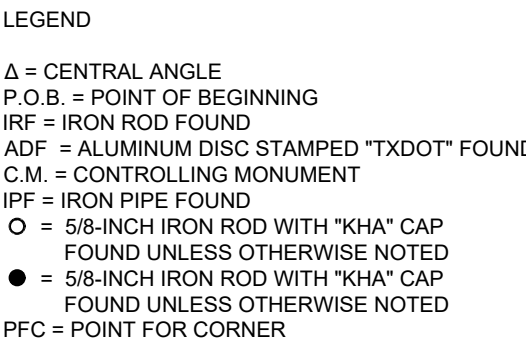 LEGEND
Δ = CENTRAL ANGLE
P.O.B. = POINT OF BEGINNING
IRF = IRON ROD FOUND
ADF = ALUMINUM DISC STAMPED "TXDOT" FOUND
C.M. = CONTROLLING MONUMENT
IPF = IRON PIPE FOUND
○ = 5/8-INCH IRON ROD WITH "KHA" CAP
FOUND UNLESS OTHERWISE NOTED
● = 5/8-INCH IRON ROD WITH "KHA" CAP
FOUND UNLESS OTHERWISE NOTED
PFC = POINT FOR CORNER